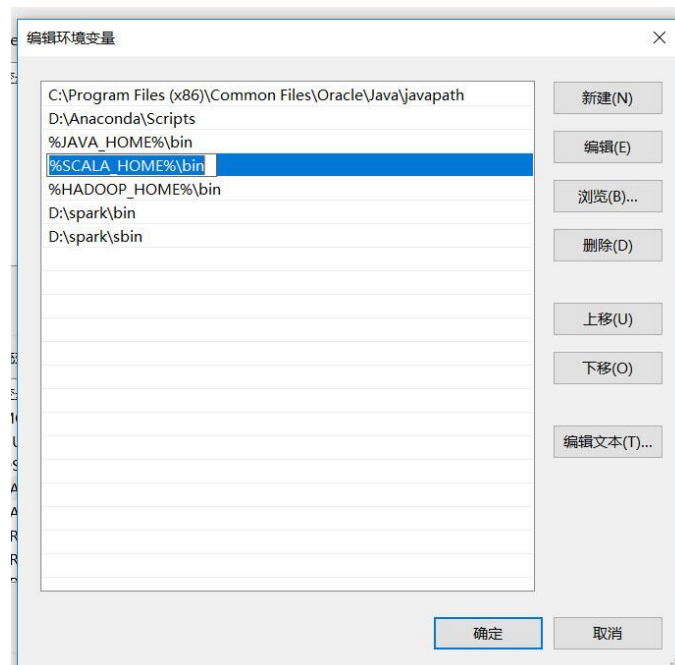 编辑环境变量
C:\Program Files (x86)\Common Files\Oracle\Java\javapath
D:\Anaconda\Scripts
%JAVA_HOME%\bin
%SCALA_HOME%\bin
%HADOOP_HOME%\bin
D:\spark\bin
D:\spark\sbin
新建(N)
编辑(E)
浏览(B)...
删除(D)
上移(U)
下移(O)
编辑文本(T)...
确定
取消